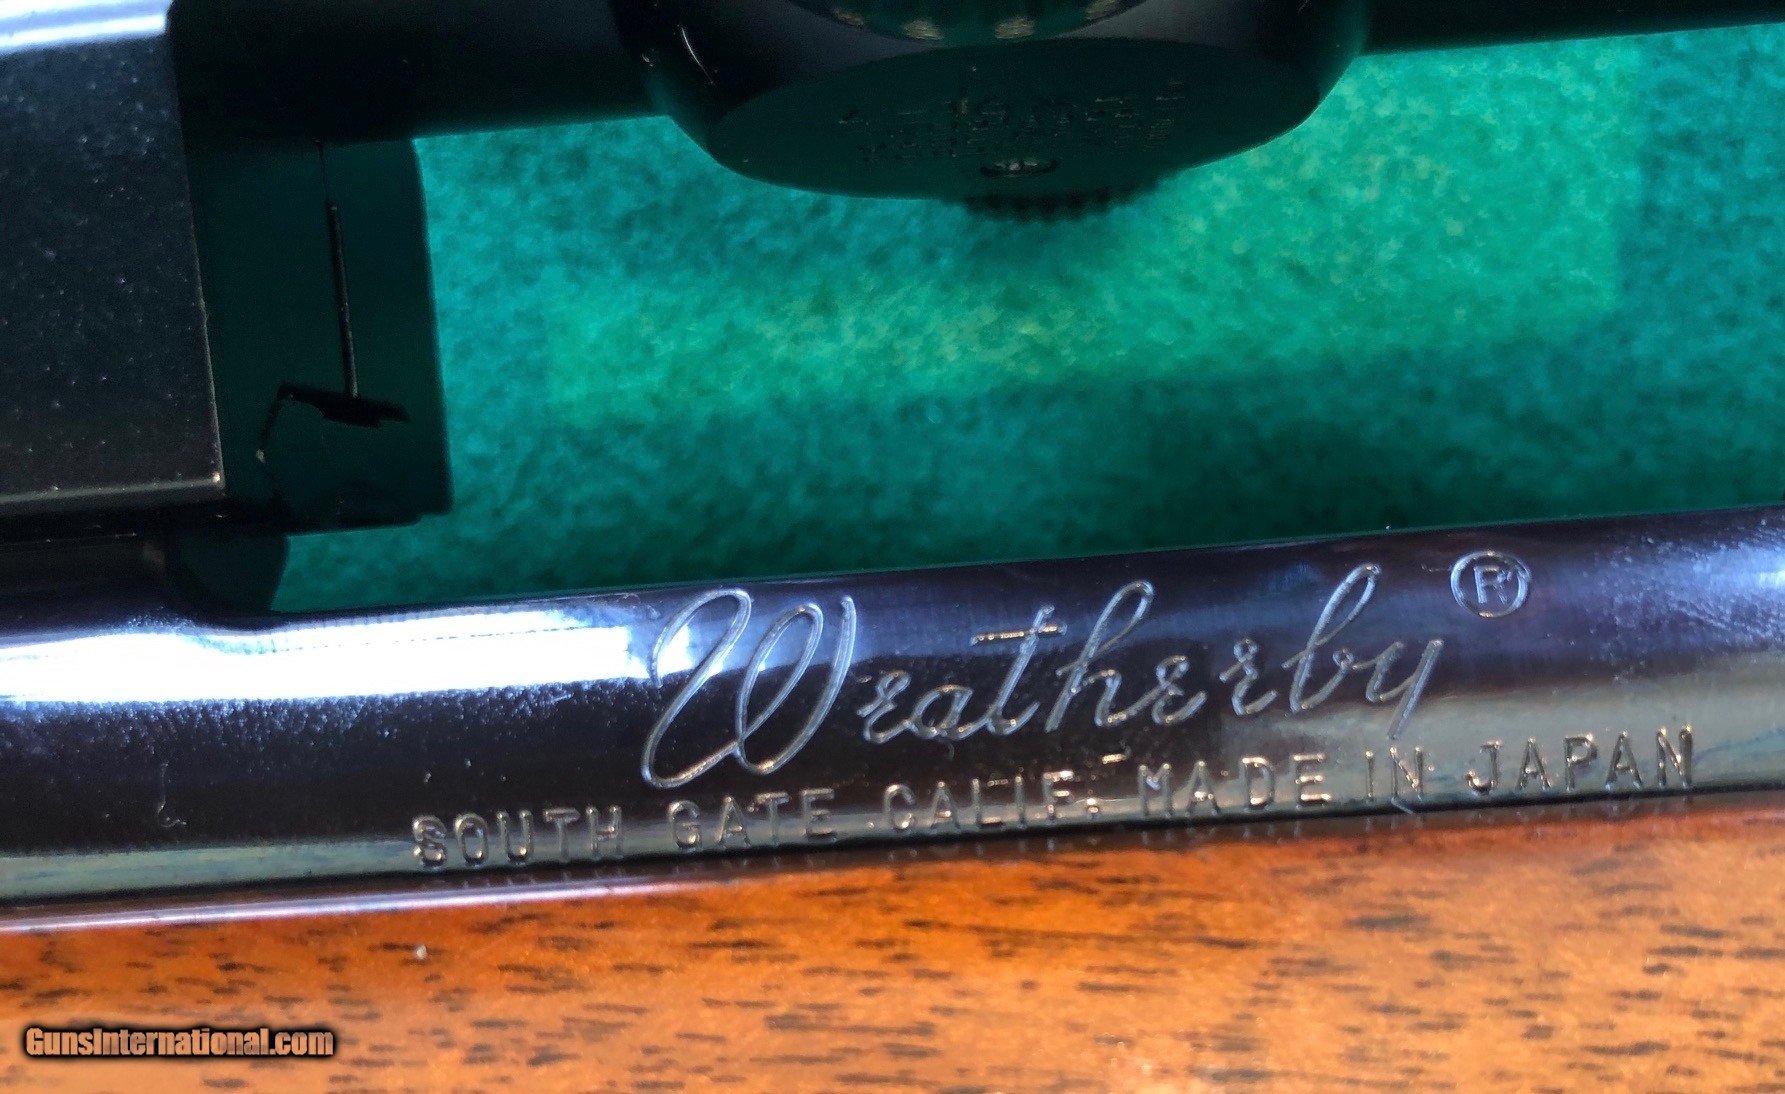 Weatherby®
SOUTH GATE CALIF. MADE IN JAPAN
GunsInternational.com